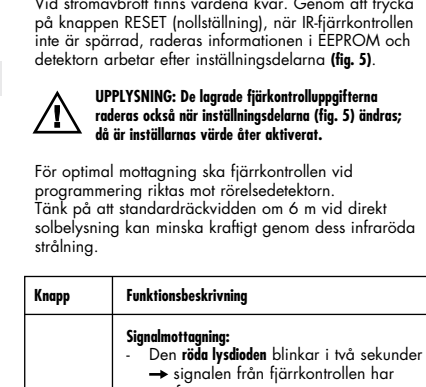 Vid strömavbrott finns värdena kvar. Genom att trycka
på knappen RESET (nollställning), när IR-fjärrkontrollen
inte är spärrad, raderas informationen i EEPROM och
detektorn arbetar efter inställningsdelarna (fig. 5).
UPPLYSNING: De lagrade fjärkontrolluppgifterna
raderas också när inställningsdelarna (fig. 5) ändras;
då är inställarnas värde åter aktiverat.
För optimal mottagning ska fjärrkontrollen vid
programmering riktas mot rörelsedetektorn.
Tänk på att standardräckvidden om 6 m vid direkt
solbelysning kan minska kraftigt genom dess infraröda
strålning.
Knapp Funktionsbeskrivning
Signalmottagning:
- Den röda lysdioden blinkar i två sekunder
→ signalen från fjärrkontrollen har